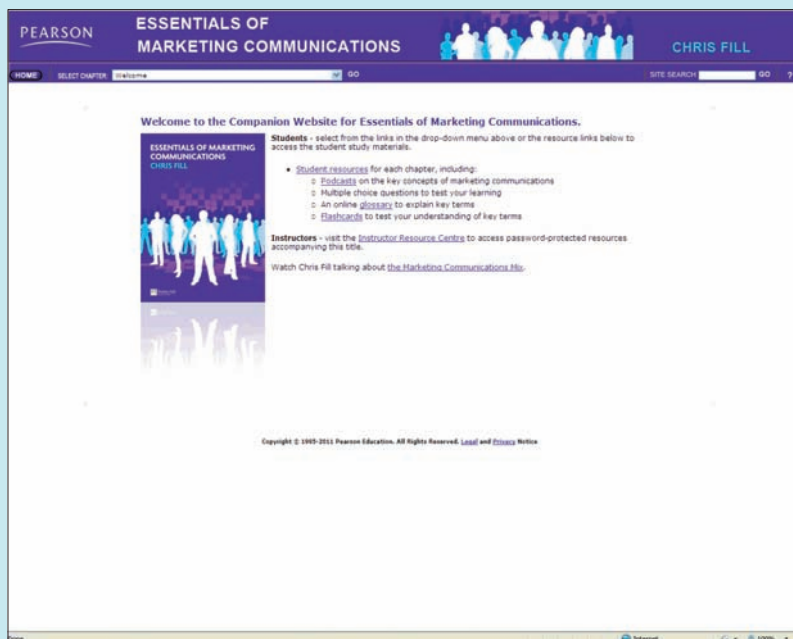 PEARSON
ESSENTIALS OF
MARKETING COMMUNICATIONS
CHRIS FILL
HOME SELECT CHAPTER: Welcome GO SITE SEARCH: GO ?
Welcome to the Companion Website for Essentials of Marketing Communications.
ESSENTIALS OF MARKETING
COMMUNICATIONS
CHRIS FILL
Students - select from the links in the drop-down menu above or the resource links below to
access the student study materials.
Student resources for each chapter, including:
Podcasts on the key concepts of marketing communications
Multiple choice questions to test your learning
An online glossary to explain key terms
Flashcards to test your understanding of key terms
Instructors - visit the Instructor Resource Centre to access password-protected resources
accompanying this title.
Watch Chris Fill talking about the Marketing Communications Mix.
Copyright © 1995-2011 Pearson Education. All Rights Reserved. Legal and Privacy Notice
Done Internet 100%